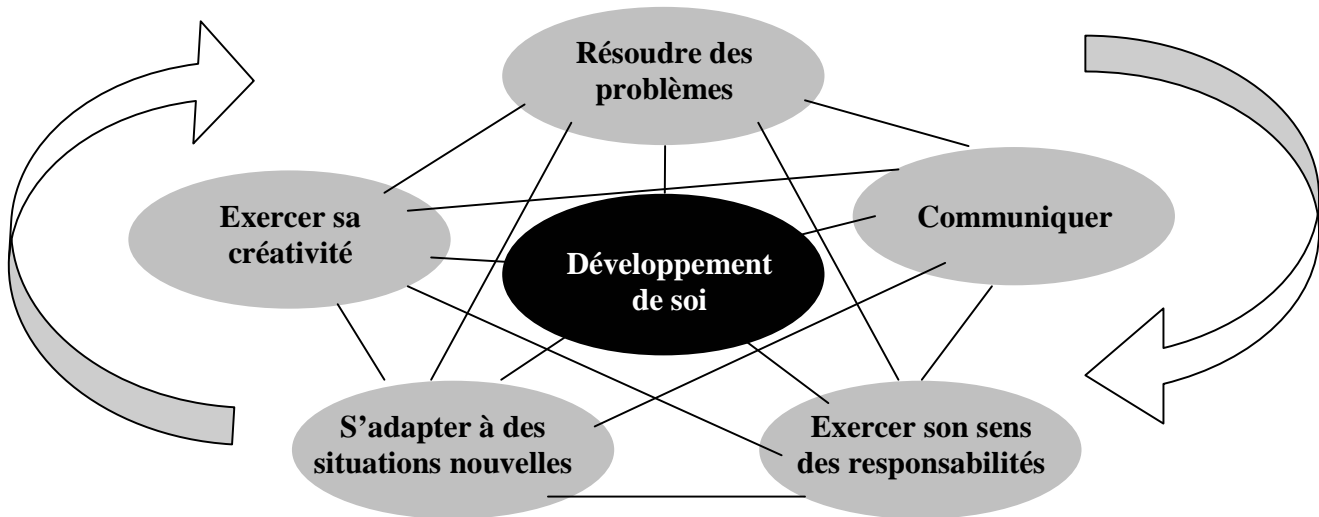 Résoudre des
problèmes
Exercer sa
créativité
Communiquer
Développement
de soi
S’adapter à des
situations nouvelles
Exercer son sens
des responsabilités